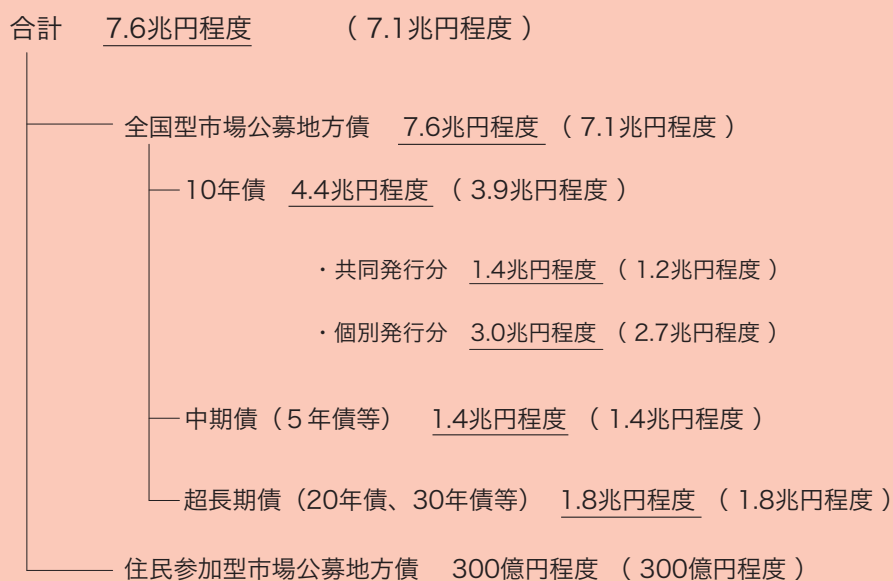 合計 7.6兆円程度 ( 7.1兆円程度 )
全国型市場公募地方債 7.6兆円程度 ( 7.1兆円程度 )
10年債 4.4兆円程度 ( 3.9兆円程度 )
・共同発行分 1.4兆円程度 ( 1.2兆円程度 )
・個別発行分 3.0兆円程度 ( 2.7兆円程度 )
中期債（５年債等） 1.4兆円程度 ( 1.4兆円程度 )
超長期債（20年債、30年債等） 1.8兆円程度 ( 1.8兆円程度 )
住民参加型市場公募地方債 300億円程度 ( 300億円程度 )